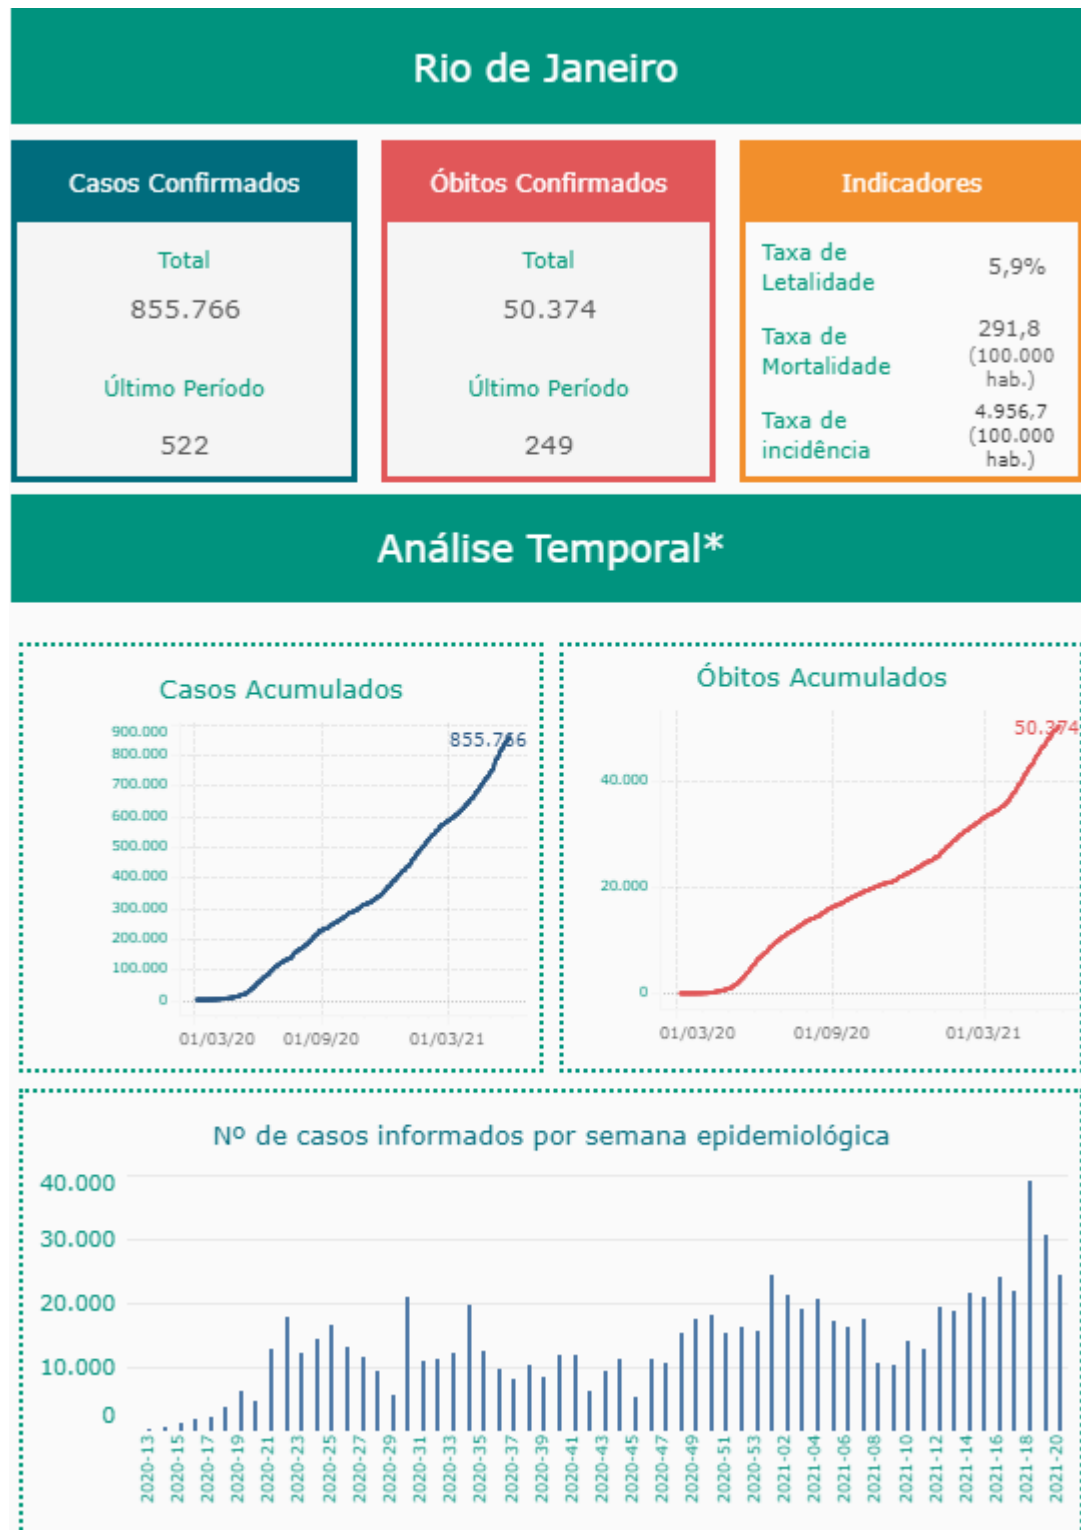 Rio de Janeiro
Casos Confirmados
Total
855.766
Último Período
522
Óbitos Confirmados
Total
50.374
Último Período
249
Indicadores
Taxa de
Letalidade
5,9%
Taxa de
Mortalidade
291,8
(100.000
hab.)
Taxa de
incidência
4.956,7
(100.000
hab.)
Análise Temporal*
Casos Acumulados
900.000
800.000
700.000
600.000
500.000
400.000
300.000
200.000
100.000
0
855.766
01/03/20 01/09/20 01/03/21
Óbitos Acumulados
50.374
40.000
20.000
0
01/03/20 01/09/20 01/03/21
Nº de casos informados por semana epidemiológica
40.000
30.000
20.000
10.000
0
2020-13
2020-15
2020-17
2020-19
2020-21
2020-23
2020-25
2020-27
2020-29
2020-31
2020-33
2020-35
2020-37
2020-39
2020-41
2020-43
2020-45
2020-47
2020-49
2020-51
2020-53
2021-02
2021-04
2021-06
2021-08
2021-10
2021-12
2021-14
2021-16
2021-18
2021-20